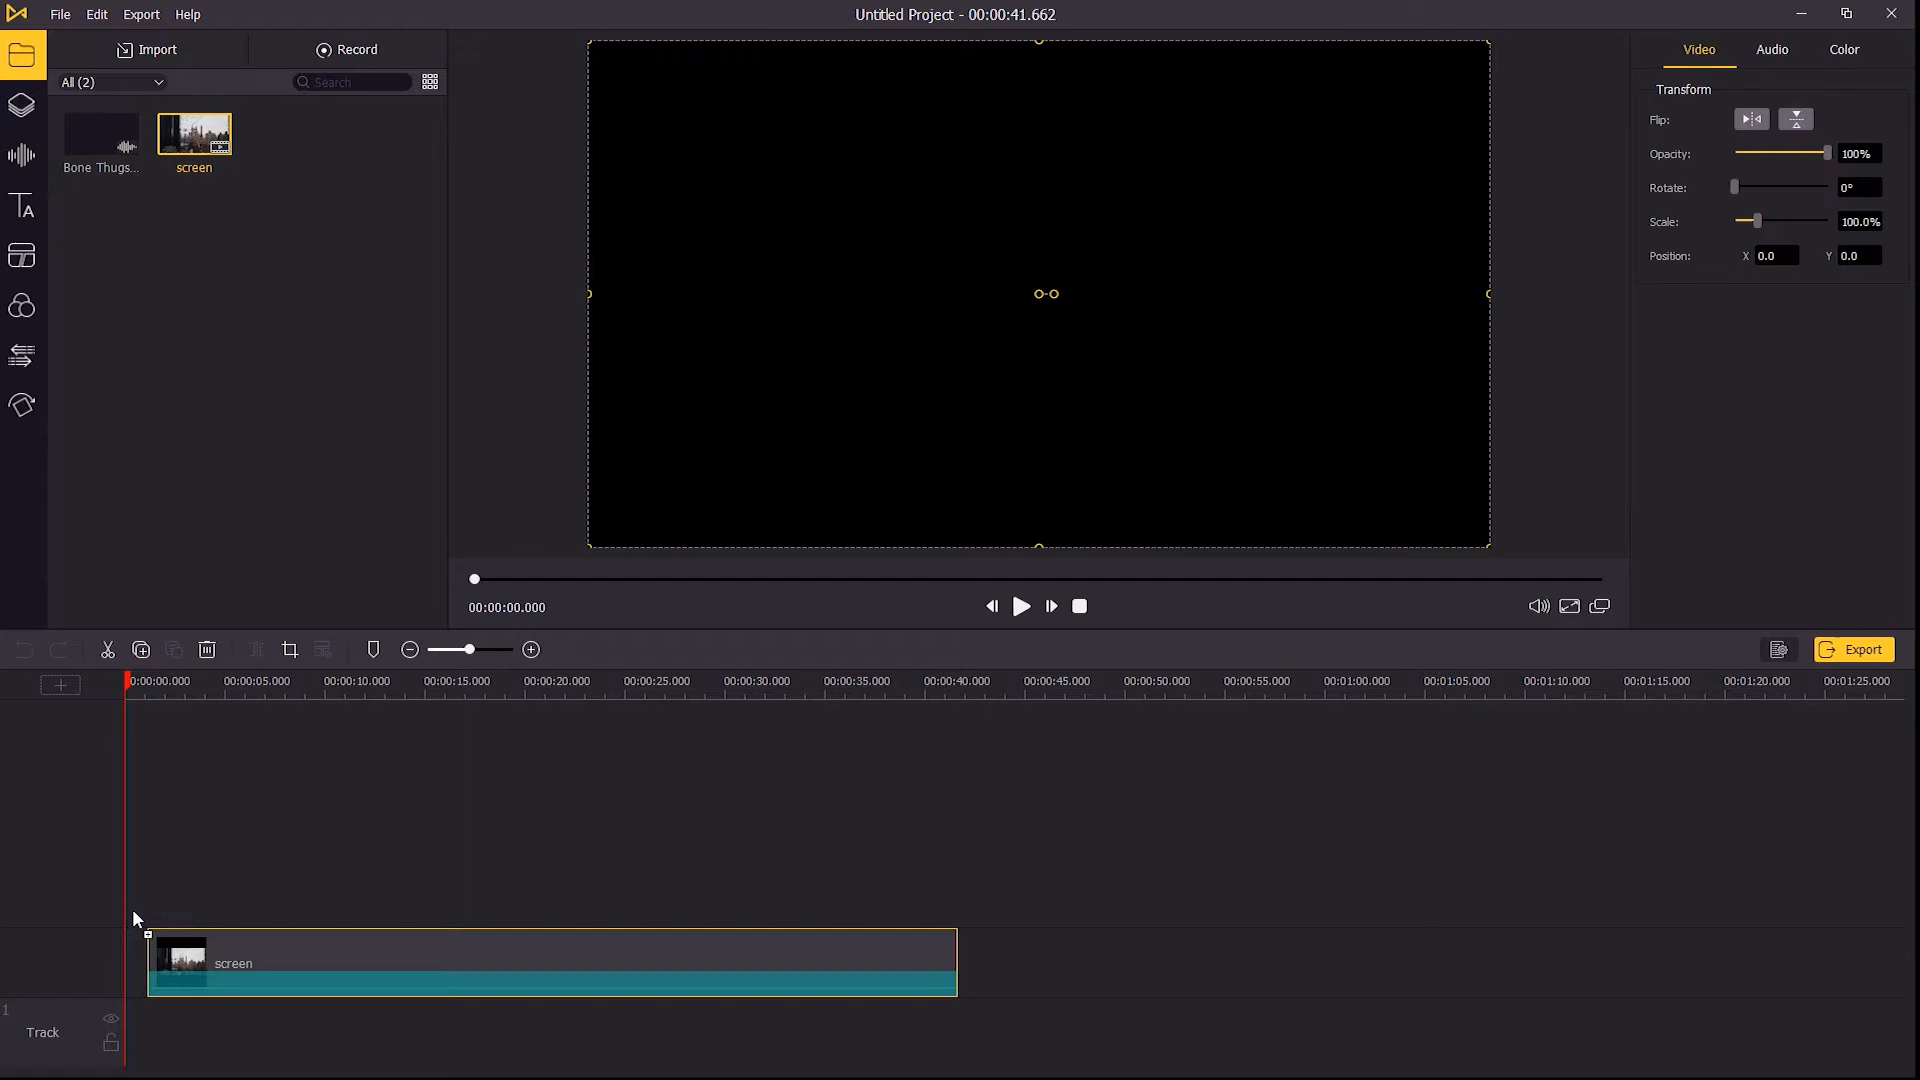 File Edit Export Help
Untitled Project - 00:00:41.662
Import
Record
Video Audio Color
All (2)
Search
Transform
Flip:
Opacity: 100%
Rotate: 0°
Scale: 100.0%
Position: X 0.0 Y 0.0
Bone Thugs...
screen
00:00:00.000
Export
0:00:00.000 00:00:05.000 00:00:10.000 00:00:15.000 00:00:20.000 00:00:25.000 00:00:30.000 00:00:35.000 00:00:40.000 00:00:45.000 00:00:50.000 00:00:55.000 00:01:00.000 00:01:05.000 00:01:10.000 00:01:15.000 00:01:20.000 00:01:25.000
screen
1
Track